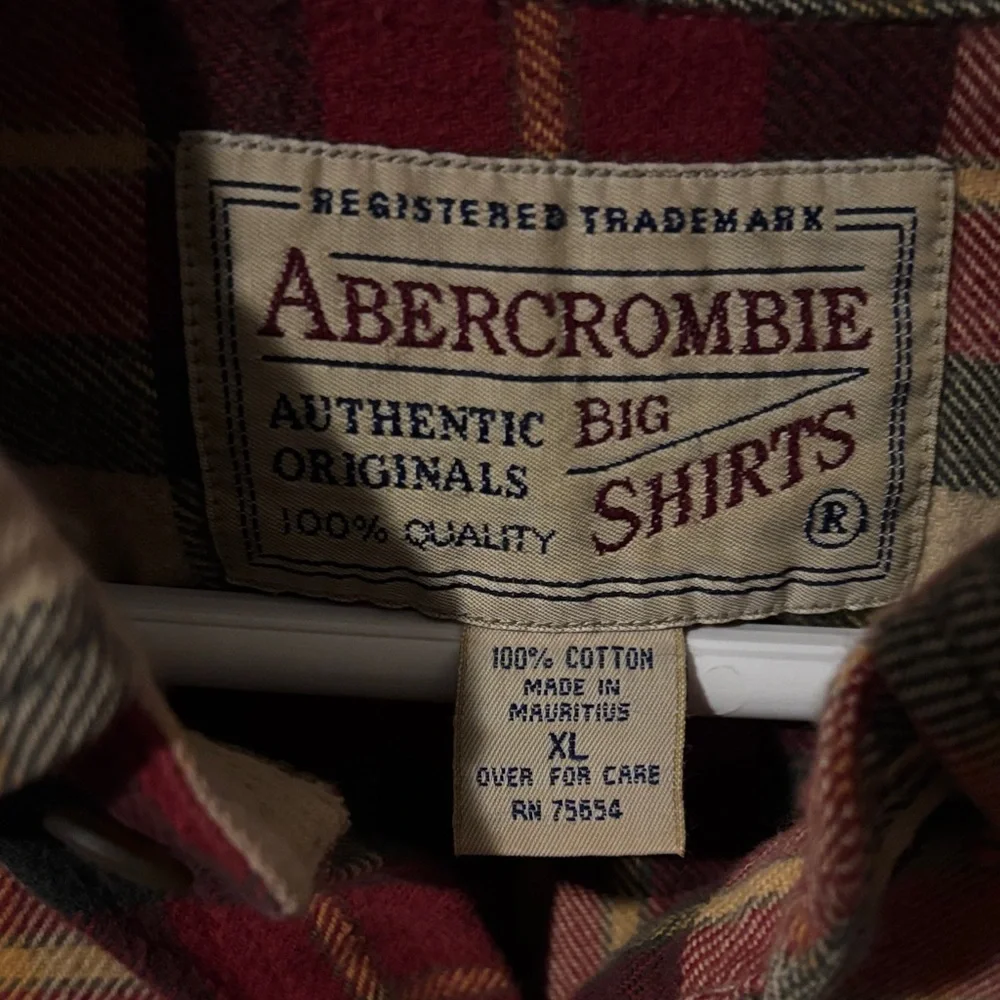 REGISTERED TRADEMARK
ABERCROMBIE
AUTHENTIC
ORIGINALS
100% QUALITY
BIG
SHIRTS
®
100% COTTON
MADE IN
MAURITIUS
XL
OVER FOR CARE
RN 75654